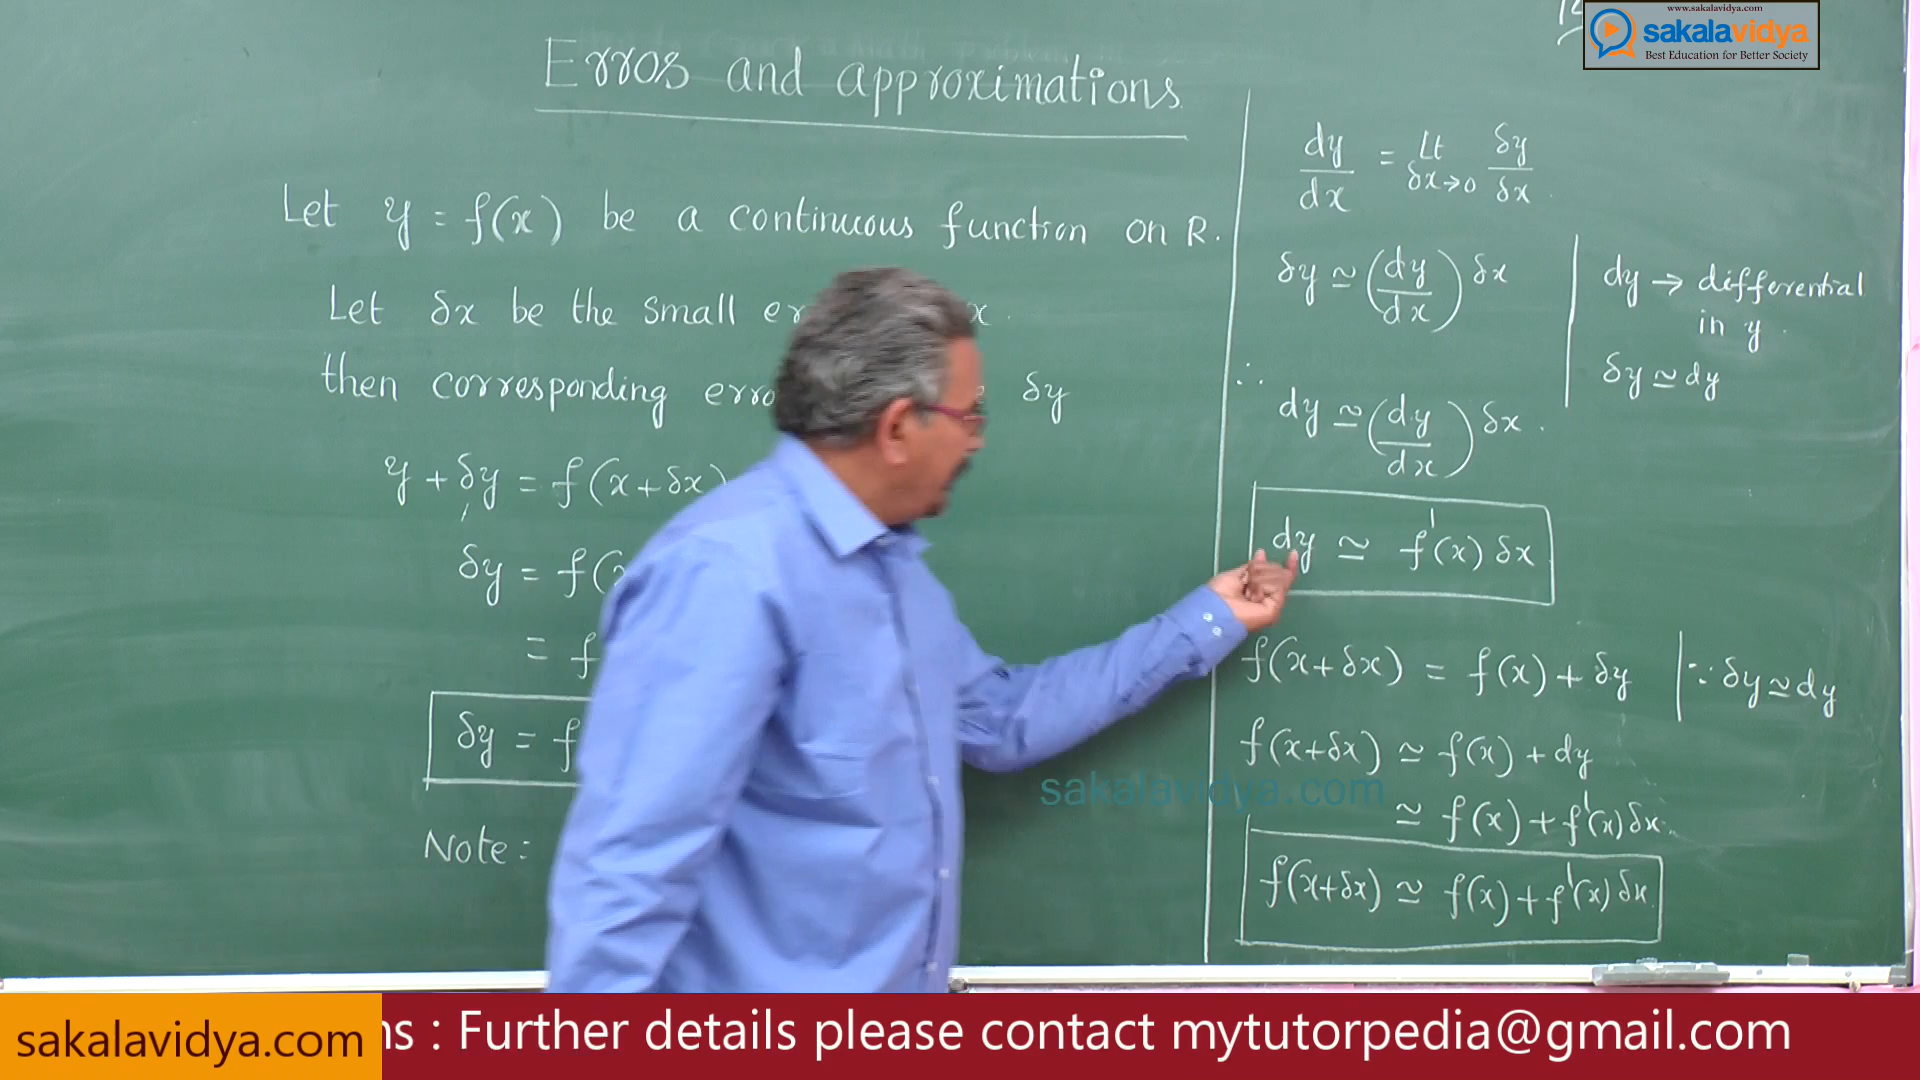 Erros and approximations
Let y = f(x) be a continuous function on R.
Let δx be the small x.
then corresponding δy
y + δy = f(x+δx)
δy = f(x
= f
δy = f
Note:
dy/dx = Lt δx→0 δy/δx
δy ≃ (dy/dx) δx
dy → differential
in y.
δy ≃ dy
∴ dy ≃ (dy/dx) δx.
dy ≃ f'(x) δx
f(x+δx) = f(x) + δy | ∵ δy ≃ dy
f(x+δx) ≃ f(x) + dy
≃ f(x) + f'(x) δx.
f(x+δx) ≃ f(x) + f'(x) δx.
www.sakalavidya.com
sakalavidya
Best Education for Better Society
sakalavidya.com
sakalavidya.com
ns : Further details please contact mytutorpedia@gmail.com